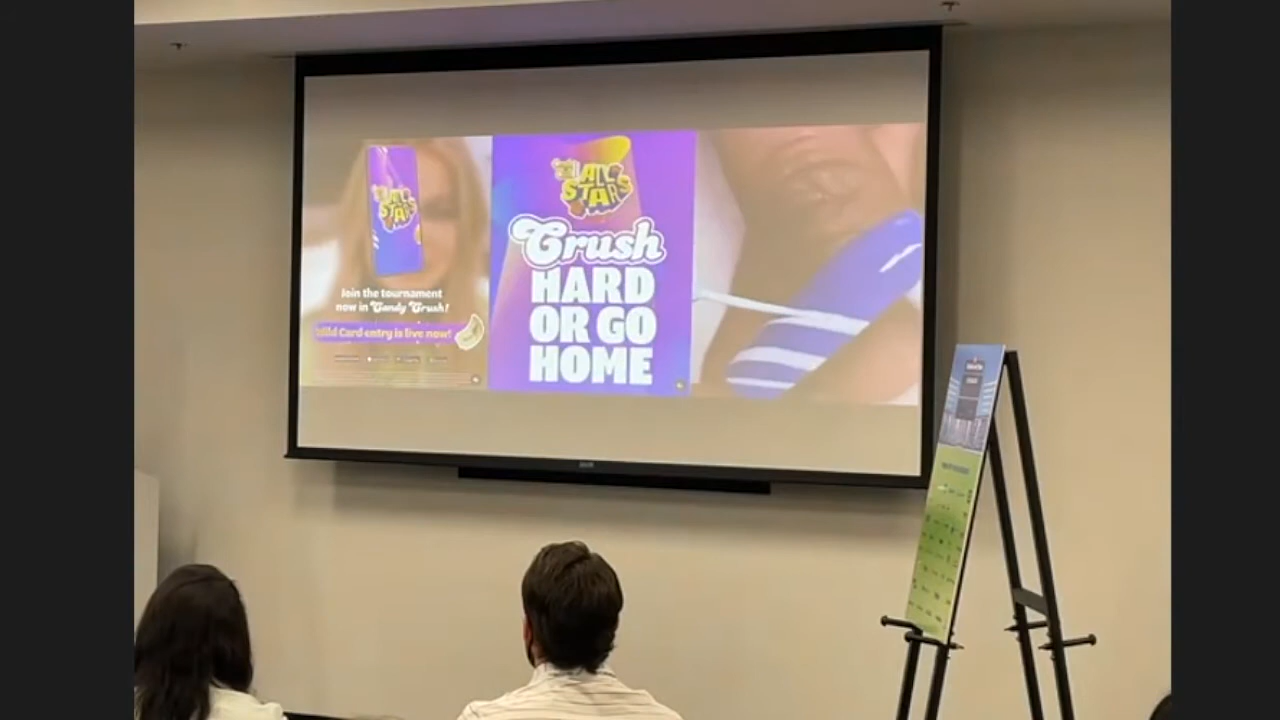 ALL
STARS
Join the tournament
now in Candy Crush!
Wild Card entry is live now!
ALL
STARS
Crush
HARD
OR GO
HOME